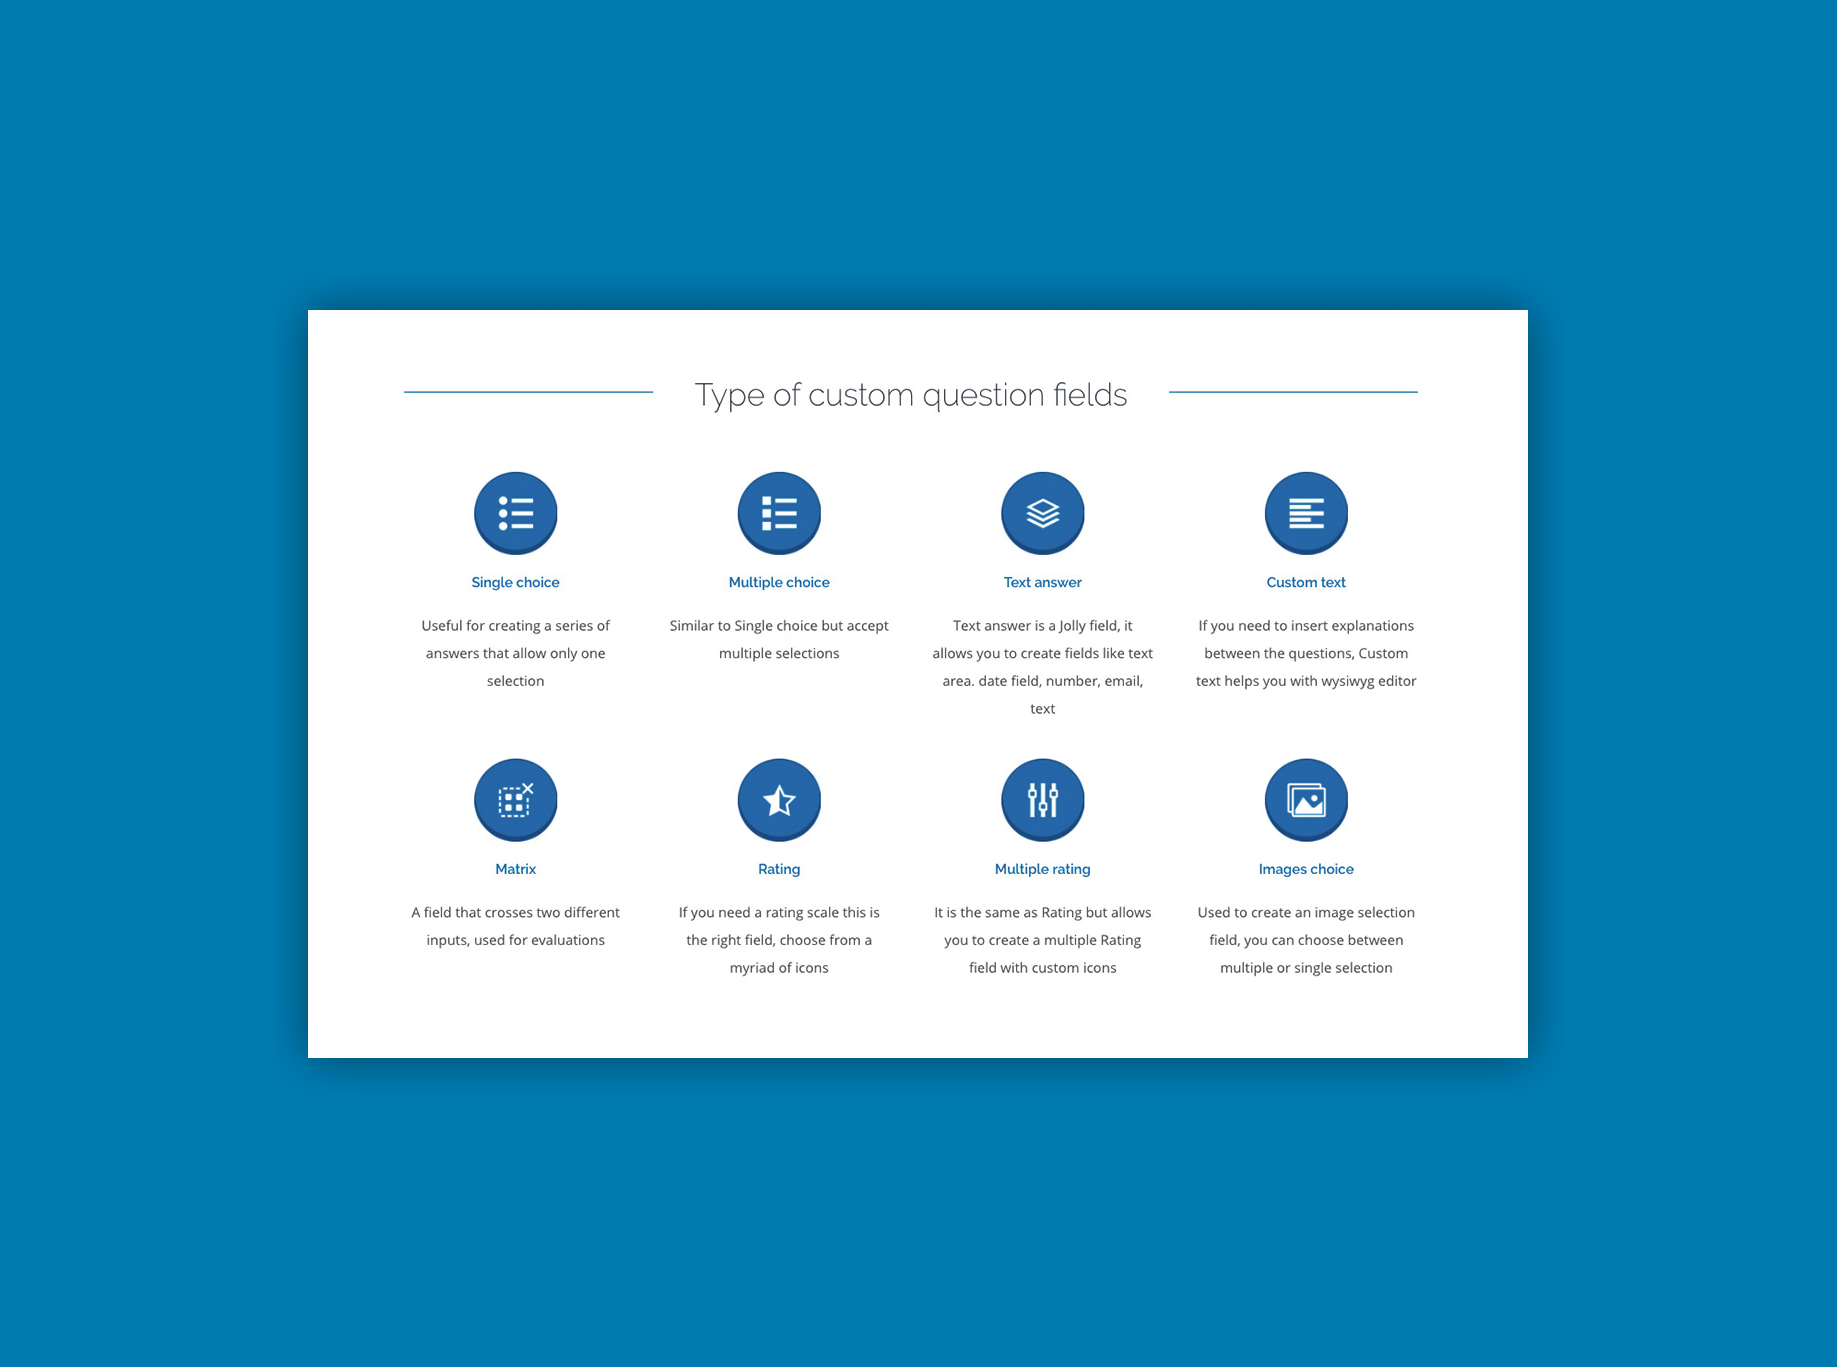 Type of custom question fields
Single choice
Useful for creating a series of
answers that allow only one
selection
Multiple choice
Similar to Single choice but accept
multiple selections
Text answer
Text answer is a Jolly field, it
allows you to create fields like text
area. date field, number, email,
text
Custom text
If you need to insert explanations
between the questions, Custom
text helps you with wysiwyg editor
Matrix
A field that crosses two different
inputs, used for evaluations
Rating
If you need a rating scale this is
the right field, choose from a
myriad of icons
Multiple rating
It is the same as Rating but allows
you to create a multiple Rating
field with custom icons
Images choice
Used to create an image selection
field, you can choose between
multiple or single selection